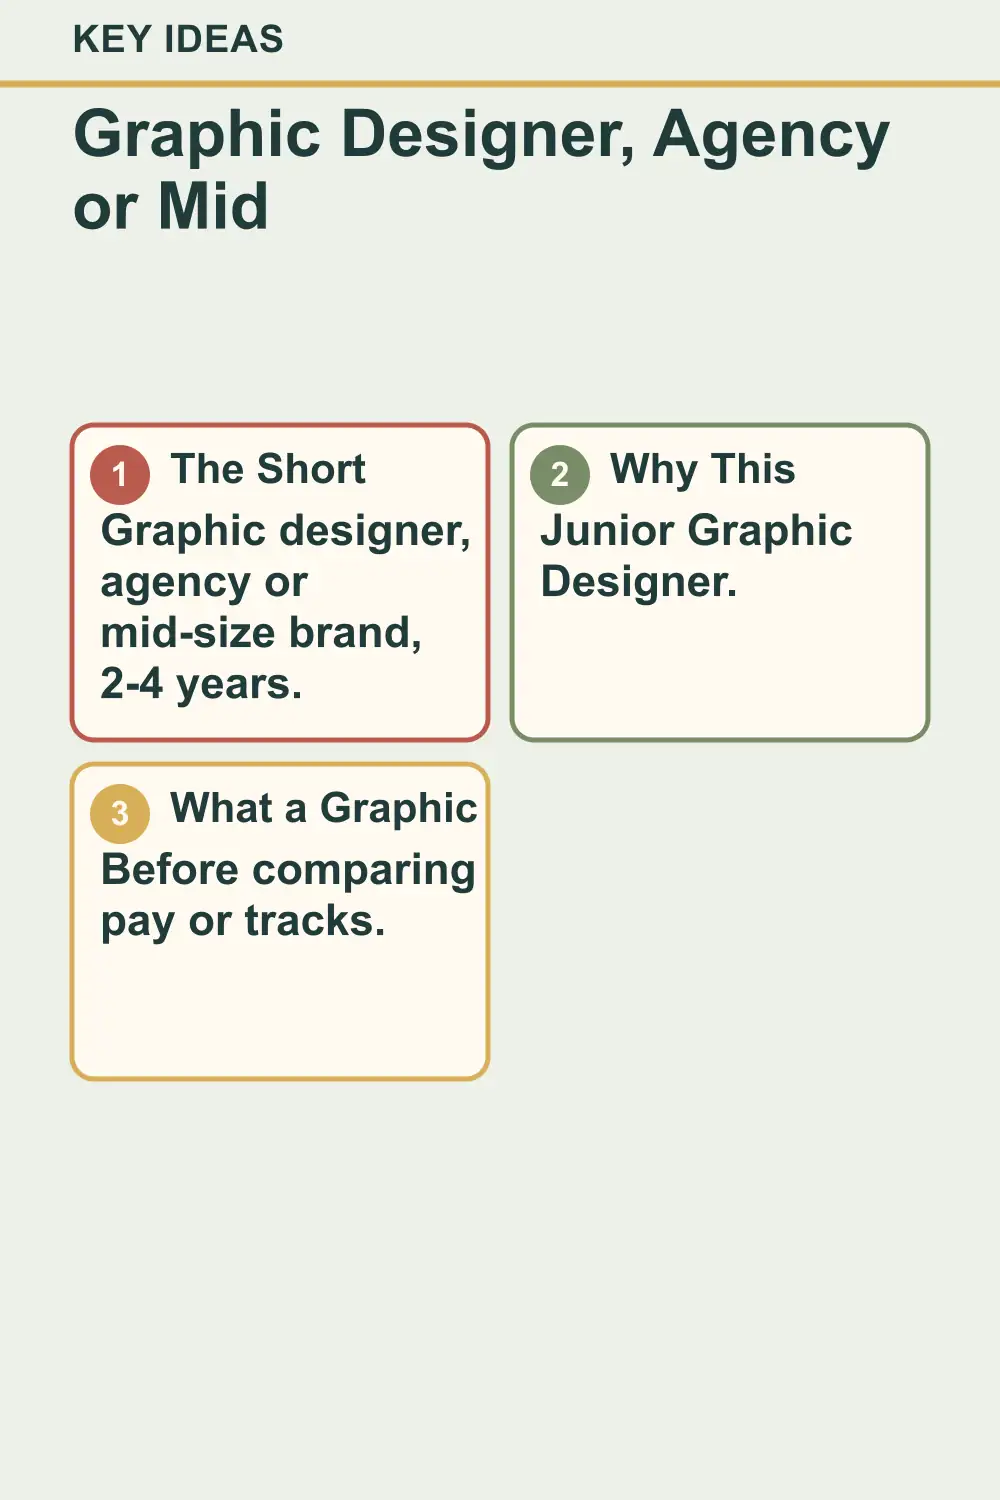 KEY IDEAS
Graphic Designer, Agency
or Mid
1 The Short
Graphic designer,
agency or
mid-size brand,
2-4 years.
2 Why This
Junior Graphic
Designer.
3 What a Graphic
Before comparing
pay or tracks.